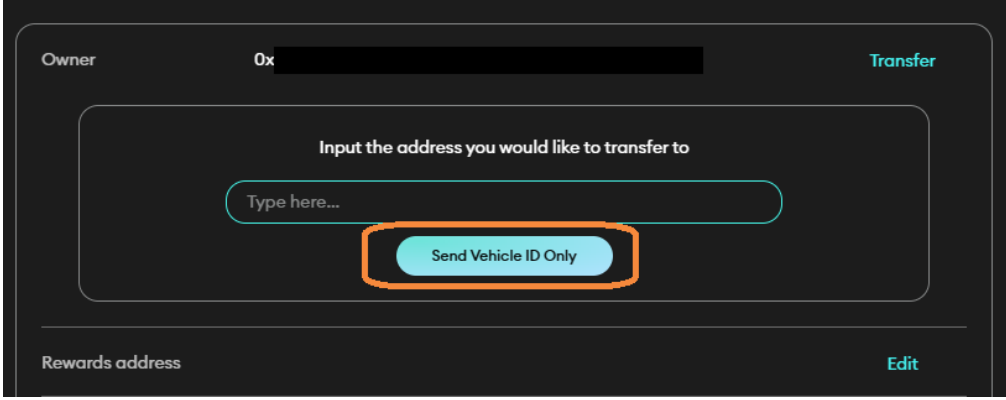 Owner 0x Transfer
Input the address you would like to transfer to
Type here...
Send Vehicle ID Only
Rewards address Edit